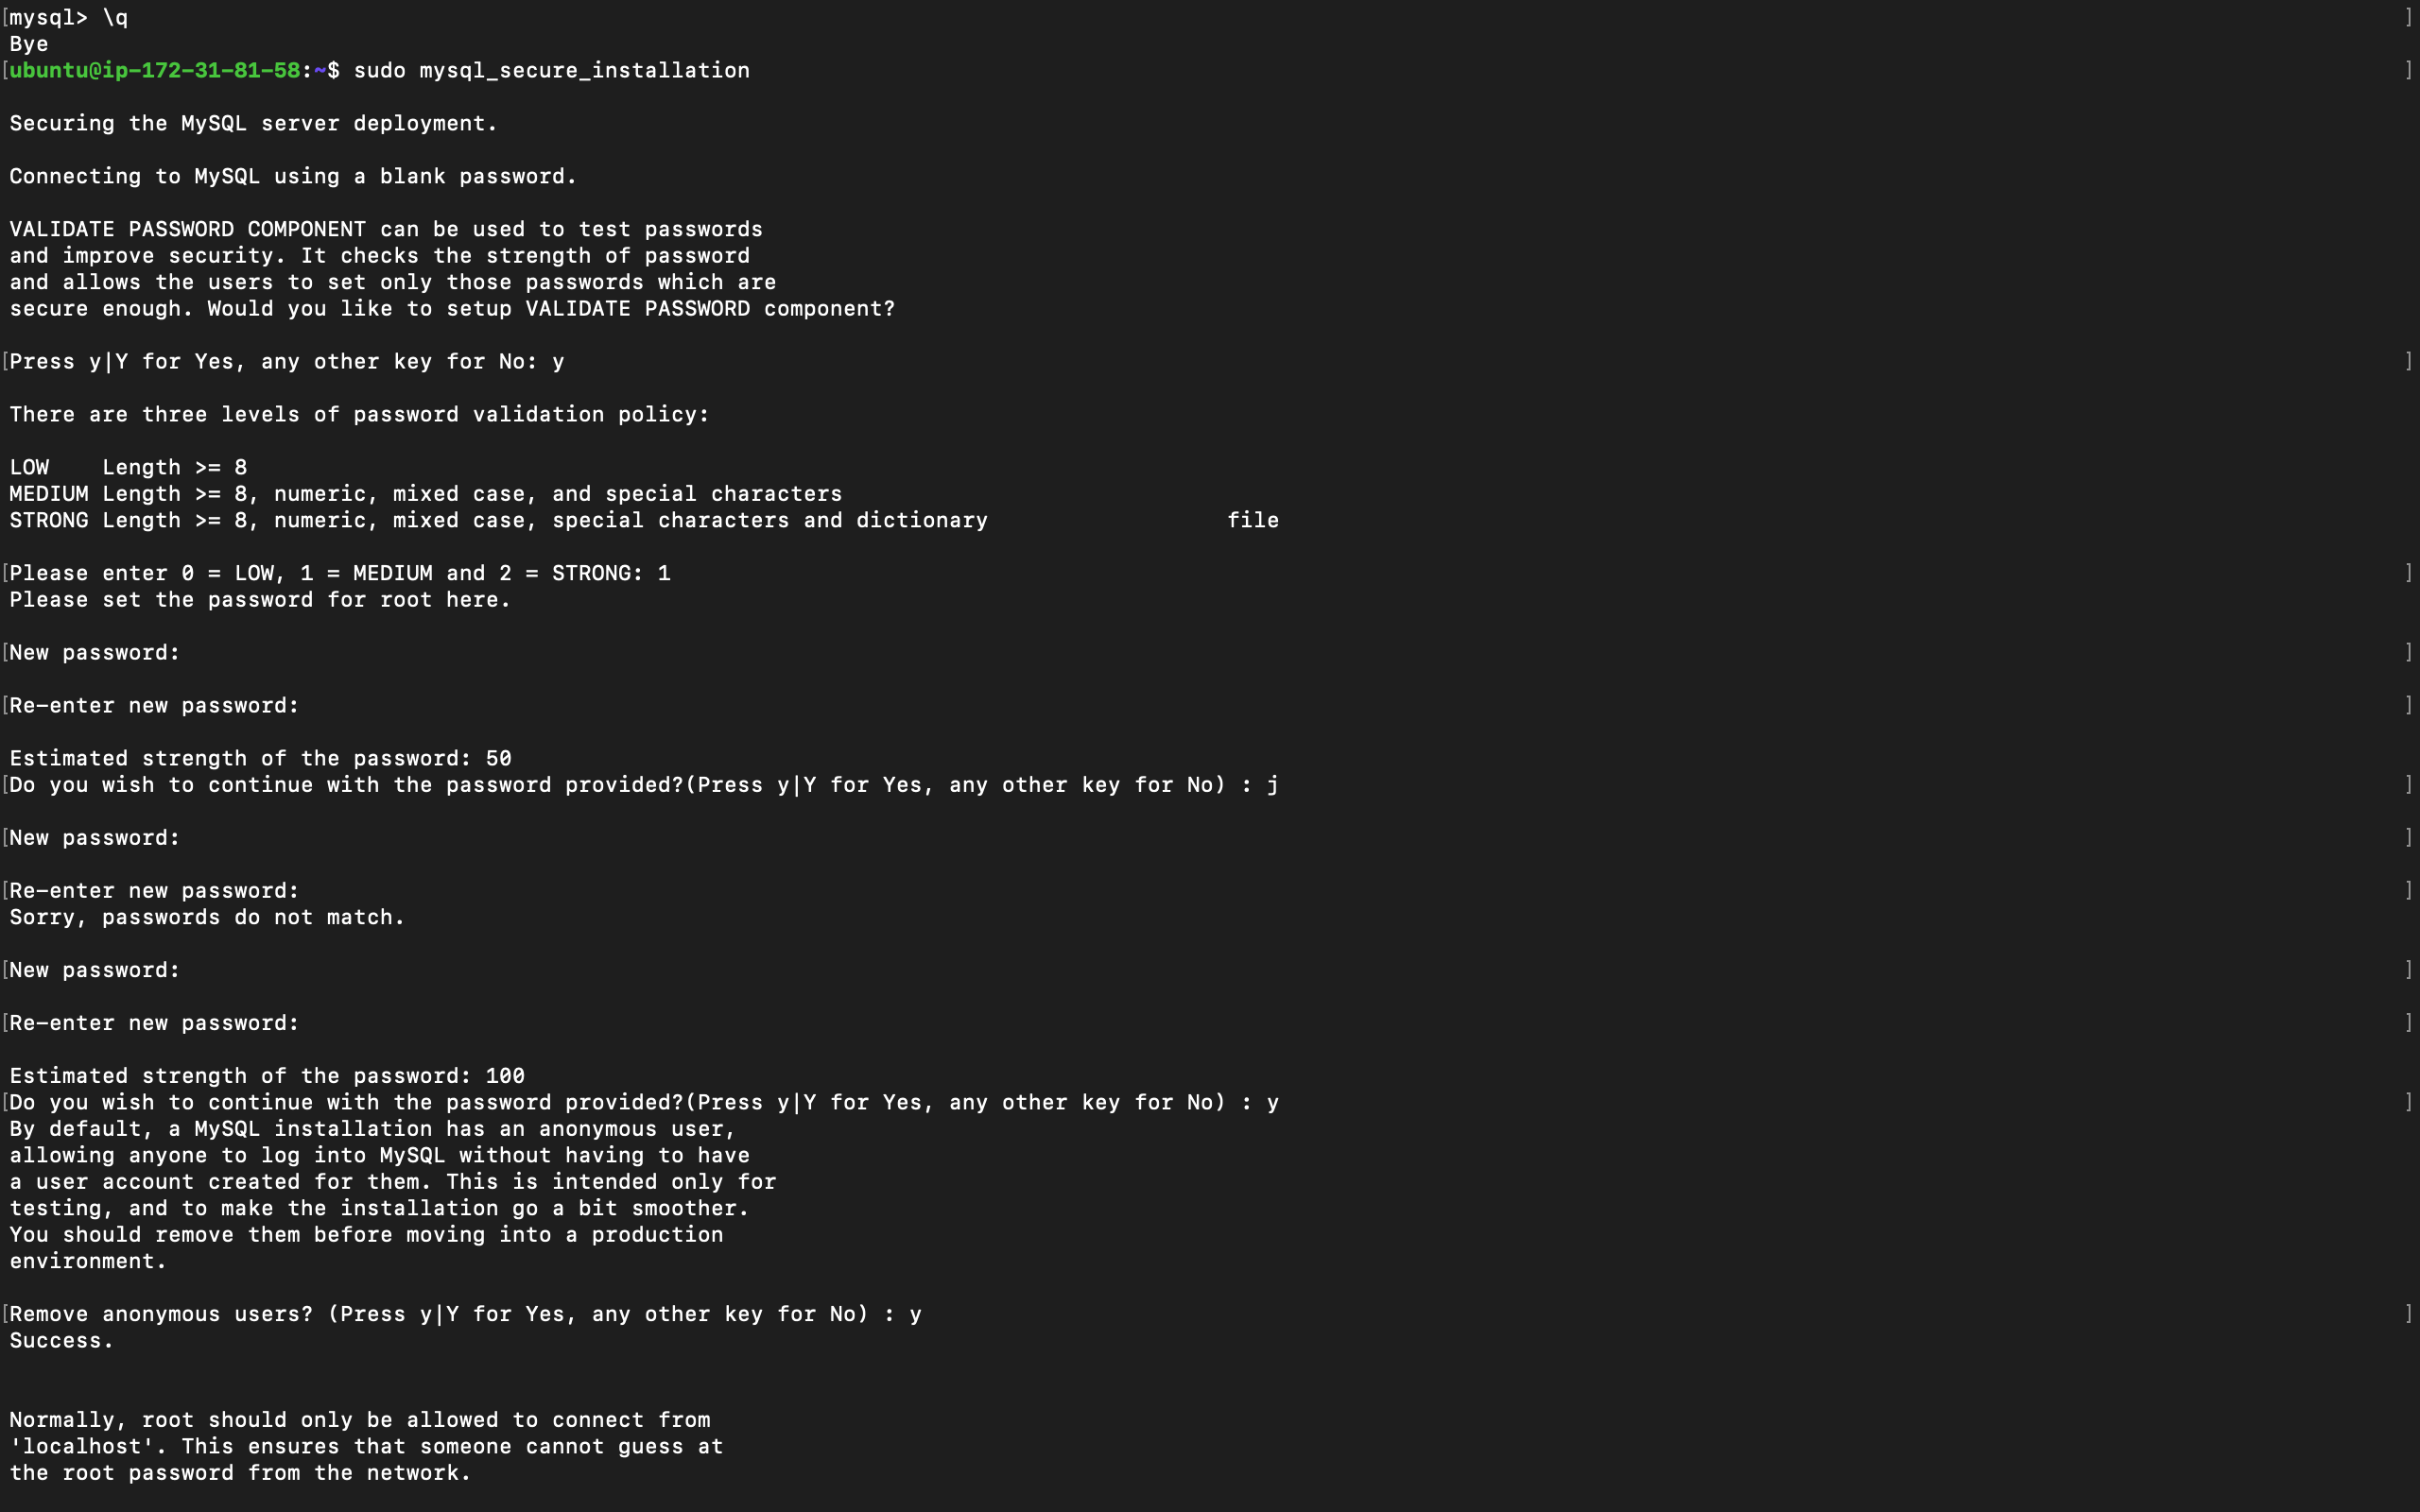 [mysql> \q ]
Bye
[ubuntu@ip-172-31-81-58:~$ sudo mysql_secure_installation ]
Securing the MySQL server deployment.
Connecting to MySQL using a blank password.
VALIDATE PASSWORD COMPONENT can be used to test passwords
and improve security. It checks the strength of password
and allows the users to set only those passwords which are
secure enough. Would you like to setup VALIDATE PASSWORD component?
[Press y|Y for Yes, any other key for No: y ]
There are three levels of password validation policy:
LOW    Length >= 8
MEDIUM Length >= 8, numeric, mixed case, and special characters
STRONG Length >= 8, numeric, mixed case, special characters and dictionary                  file
[Please enter 0 = LOW, 1 = MEDIUM and 2 = STRONG: 1 ]
Please set the password for root here.
[New password: ]
[Re-enter new password: ]
Estimated strength of the password: 50
[Do you wish to continue with the password provided?(Press y|Y for Yes, any other key for No) : j ]
[New password: ]
[Re-enter new password: ]
Sorry, passwords do not match.
[New password: ]
[Re-enter new password: ]
Estimated strength of the password: 100
[Do you wish to continue with the password provided?(Press y|Y for Yes, any other key for No) : y ]
By default, a MySQL installation has an anonymous user,
allowing anyone to log into MySQL without having to have
a user account created for them. This is intended only for
testing, and to make the installation go a bit smoother.
You should remove them before moving into a production
environment.
[Remove anonymous users? (Press y|Y for Yes, any other key for No) : y ]
Success.
Normally, root should only be allowed to connect from
'localhost'. This ensures that someone cannot guess at
the root password from the network.